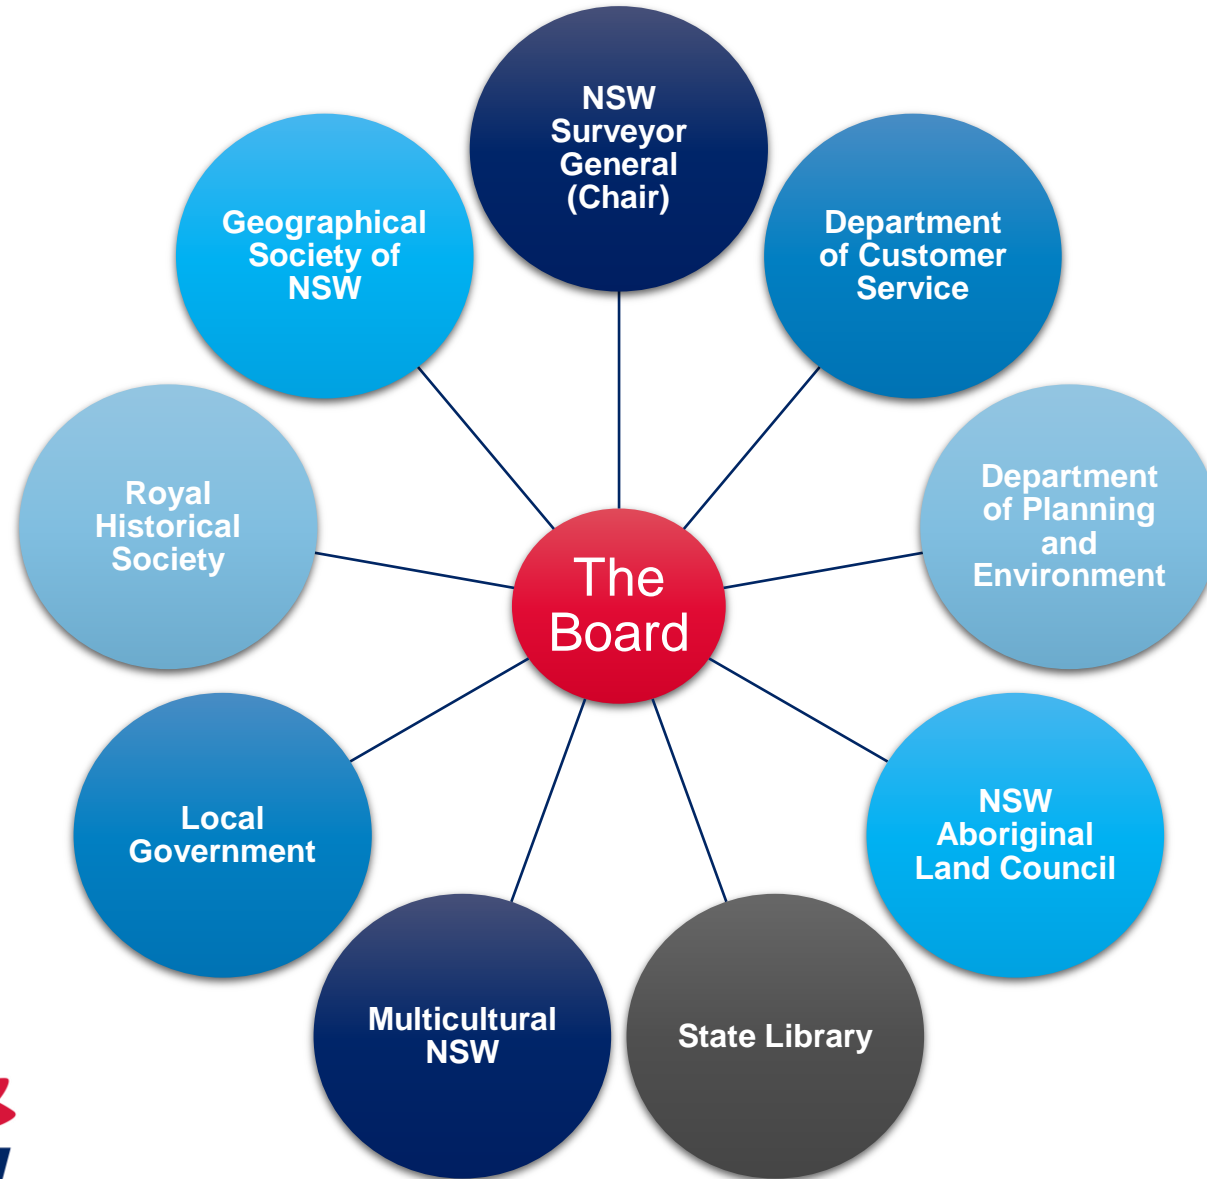 NSW
Surveyor
General
(Chair)
Department
of Customer
Service
Department
of Planning
and
Environment
NSW
Aboriginal
Land Council
State Library
Multicultural
NSW
Local
Government
Royal
Historical
Society
Geographical
Society of
NSW
The
Board